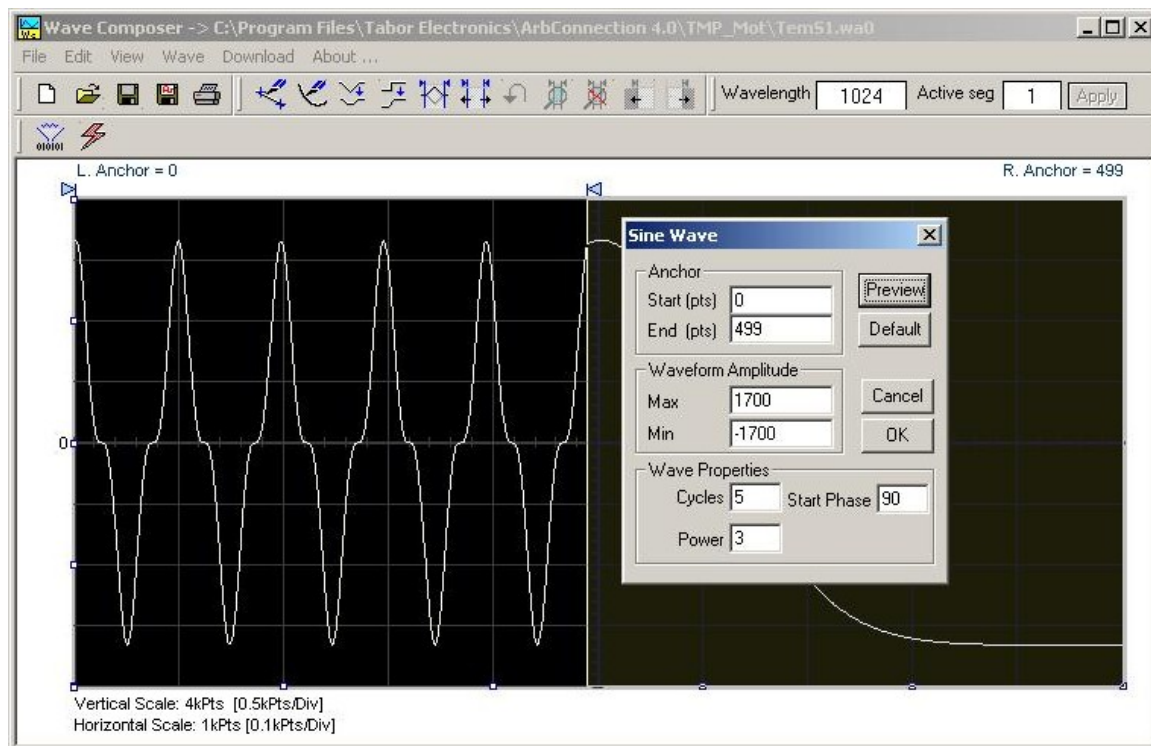 Wave Composer -> C:\Program Files\Tabor Electronics\ArbConnection 4.0\TMP_Mot\TemS1.wa0
File Edit View Wave Download About ...
Wavelength 1024 Active seg 1 Apply
010101
L. Anchor = 0
R. Anchor = 499
Sine Wave
Anchor
Start (pts) 0
End (pts) 499
Preview
Default
Waveform Amplitude
Max 1700
Min -1700
Cancel
OK
Wave Properties
Cycles 5 Start Phase 90
Power 3
0
Vertical Scale: 4kPts [0.5kPts/Div]
Horizontal Scale: 1kPts [0.1kPts/Div]